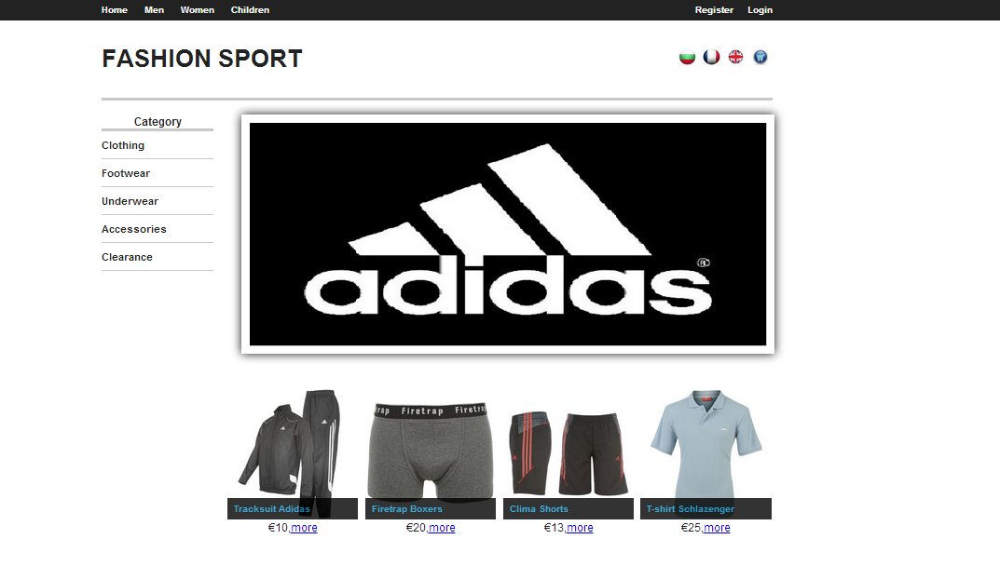 Home Men Women Children Register Login
FASHION SPORT
Category
Clothing
Footwear
Underwear
Accessories
Clearance
adidas ®
Firetrap Firetrap
Tracksuit Adidas
Firetrap Boxers
Clima Shorts
T-shirt Schlazenger
€10,more
€20,more
€13,more
€25,more